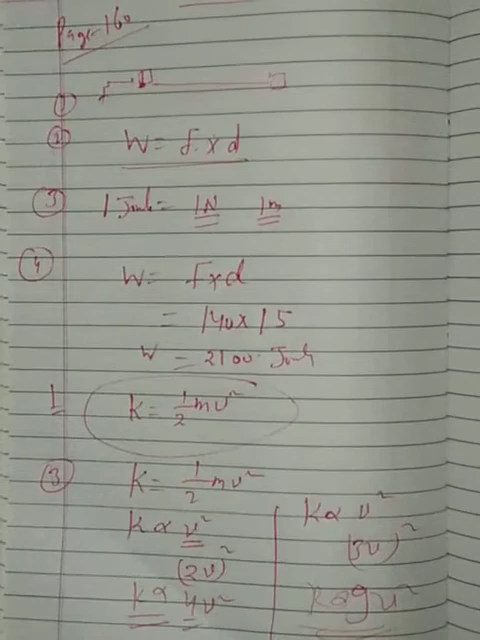 Page-160
①
② W = F × d
③ 1 Joule = 1N 1m
④ W = F×d
= 140 × 15
W = 2100 Joule
1 K = 1/2 mv²
③ K = 1/2 mv²
K ∝ v²
(2v)²
K ∝ 4v²
K ∝ v²
(3v)²
K ∝ 9v²